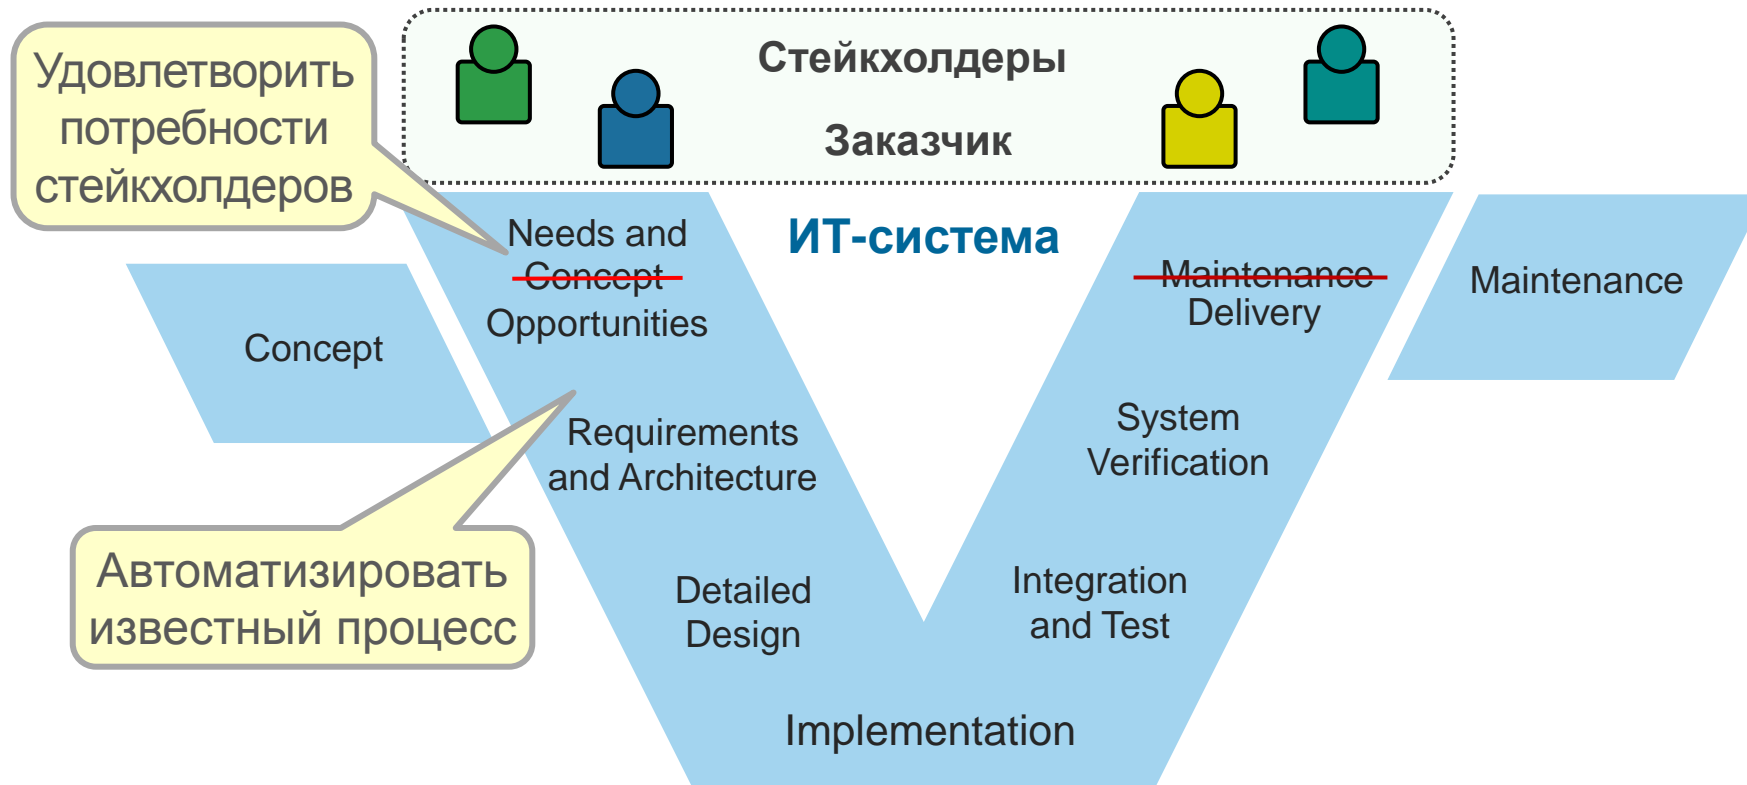 Удовлетворить
потребности
стейкхолдеров
Стейкхолдеры
Заказчик
ИТ-система
Concept
Needs and
Concept
Opportunities
Requirements
and Architecture
Автоматизировать
известный процесс
Detailed
Design
Implementation
Integration
and Test
System
Verification
Maintenance
Delivery
Maintenance